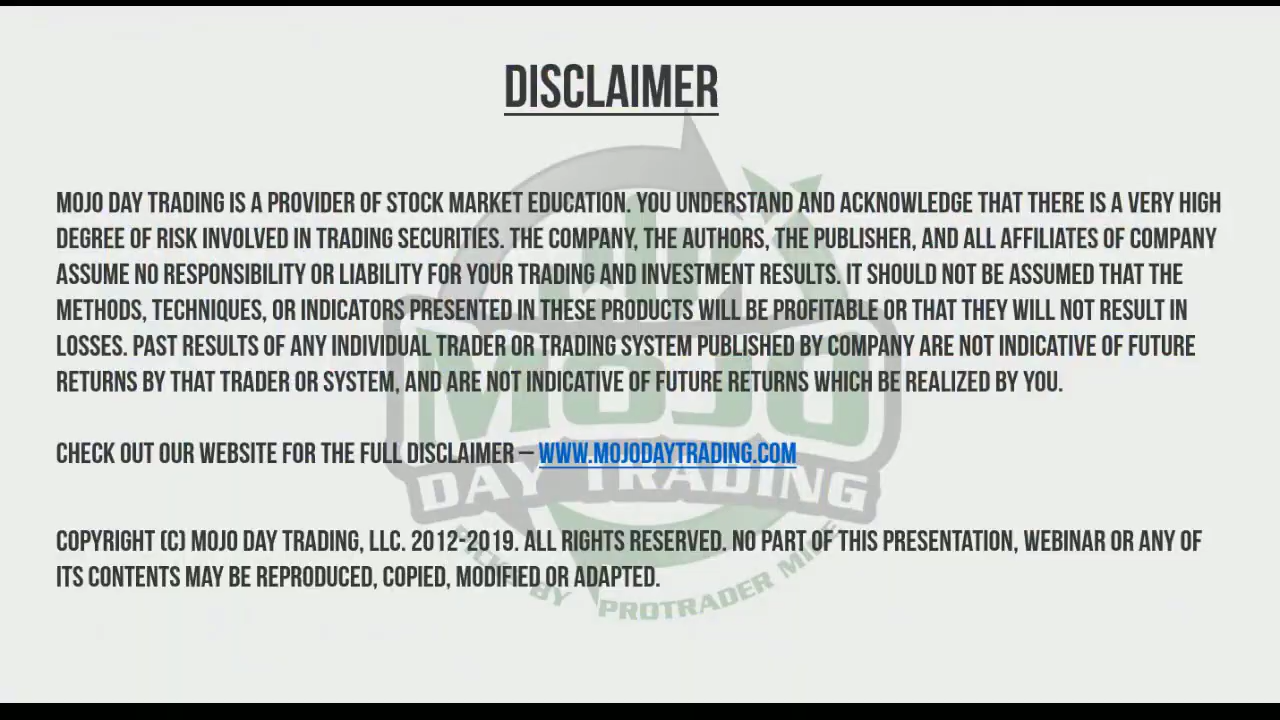 DISCLAIMER
MOJO DAY TRADING IS A PROVIDER OF STOCK MARKET EDUCATION. YOU UNDERSTAND AND ACKNOWLEDGE THAT THERE IS A VERY HIGH
DEGREE OF RISK INVOLVED IN TRADING SECURITIES. THE COMPANY, THE AUTHORS, THE PUBLISHER, AND ALL AFFILIATES OF COMPANY
ASSUME NO RESPONSIBILITY OR LIABILITY FOR YOUR TRADING AND INVESTMENT RESULTS. IT SHOULD NOT BE ASSUMED THAT THE
METHODS, TECHNIQUES, OR INDICATORS PRESENTED IN THESE PRODUCTS WILL BE PROFITABLE OR THAT THEY WILL NOT RESULT IN
LOSSES. PAST RESULTS OF ANY INDIVIDUAL TRADER OR TRADING SYSTEM PUBLISHED BY COMPANY ARE NOT INDICATIVE OF FUTURE
RETURNS BY THAT TRADER OR SYSTEM, AND ARE NOT INDICATIVE OF FUTURE RETURNS WHICH BE REALIZED BY YOU.
CHECK OUT OUR WEBSITE FOR THE FULL DISCLAIMER – WWW.MOJODAYTRADING.COM
COPYRIGHT (C) MOJO DAY TRADING, LLC. 2012-2019. ALL RIGHTS RESERVED. NO PART OF THIS PRESENTATION, WEBINAR OR ANY OF
ITS CONTENTS MAY BE REPRODUCED, COPIED, MODIFIED OR ADAPTED.
MOJO
DAY TRADING
BY PROTRADER MIKE